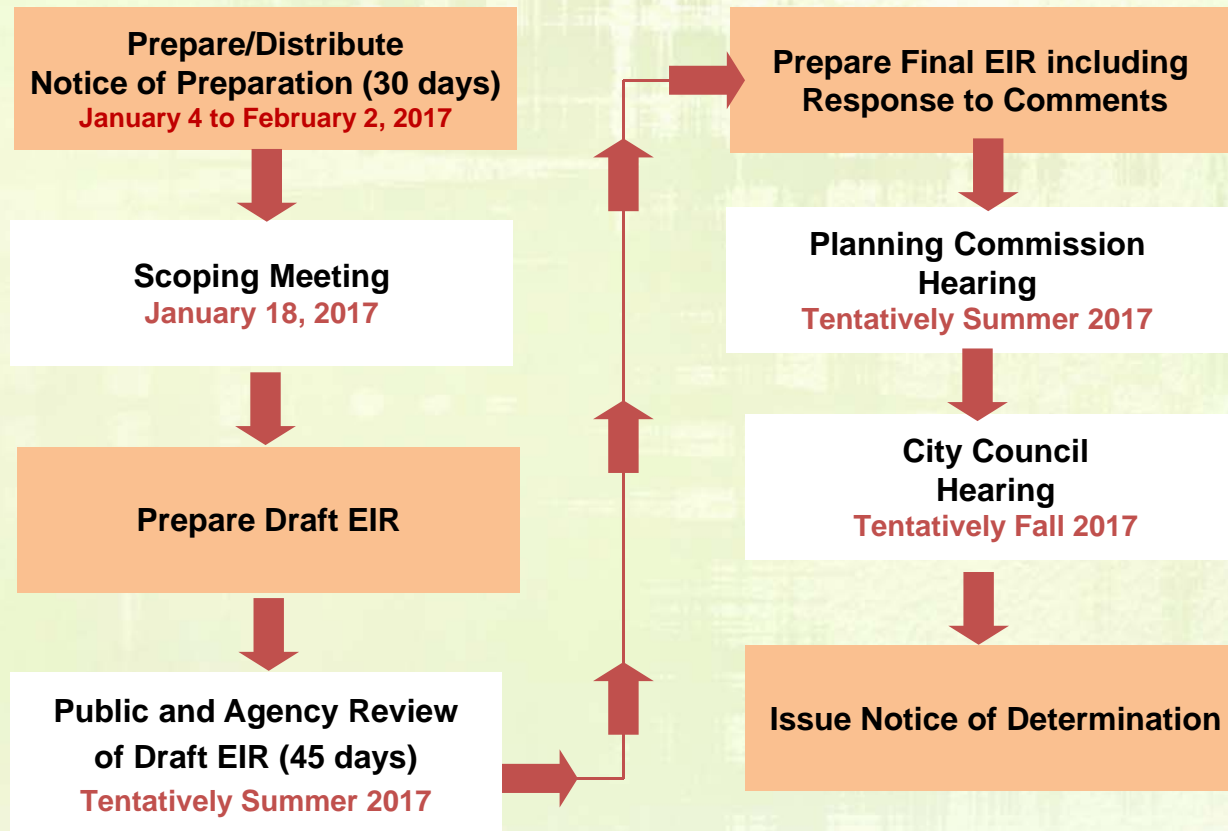 Prepare/Distribute
Notice of Preparation (30 days)
January 4 to February 2, 2017
Scoping Meeting
January 18, 2017
Prepare Draft EIR
Public and Agency Review
of Draft EIR (45 days)
Tentatively Summer 2017
Prepare Final EIR including
Response to Comments
Planning Commission
Hearing
Tentatively Summer 2017
City Council
Hearing
Tentatively Fall 2017
Issue Notice of Determination